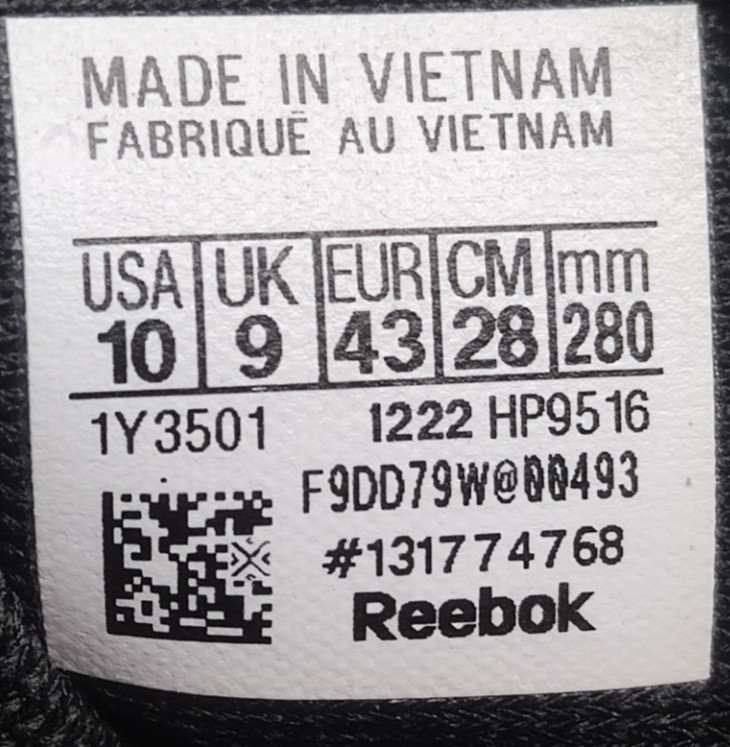 MADE IN VIETNAM
FABRIQUĒ AU VIETNAM
USA UK EUR CM mm
10 9 43 28 280
1Y3501 1222 HP9516
F9DD79W@00493
#131774768
Reebok